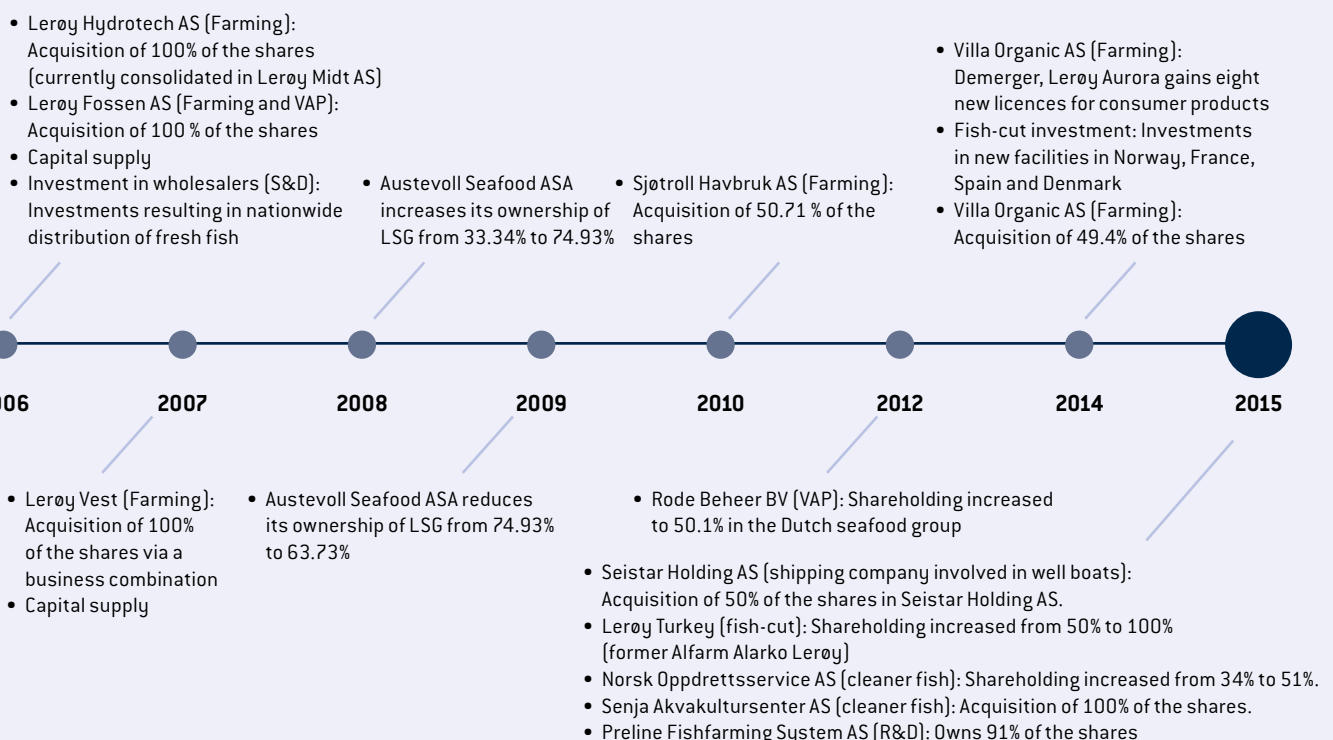 • Lerøy Hydrotech AS (Farming):
Acquisition of 100% of the shares
(currently consolidated in Lerøy Midt AS)
• Lerøy Fossen AS (Farming and VAP):
Acquisition of 100 % of the shares
• Capital supply
• Investment in wholesalers (S&D):
Investments resulting in nationwide
distribution of fresh fish
• Austevoll Seafood ASA
increases its ownership of
LSG from 33.34% to 74.93%
• Sjøtroll Havbruk AS (Farming):
Acquisition of 50.71 % of the
shares
• Villa Organic AS (Farming):
Demerger, Lerøy Aurora gains eight
new licences for consumer products
• Fish-cut investment: Investments
in new facilities in Norway, France,
Spain and Denmark
• Villa Organic AS (Farming):
Acquisition of 49.4% of the shares
06 2007 2008 2009 2010 2012 2014 2015
• Lerøy Vest (Farming):
Acquisition of 100%
of the shares via a
business combination
• Capital supply
• Austevoll Seafood ASA reduces
its ownership of LSG from 74.93%
to 63.73%
• Rode Beheer BV (VAP): Shareholding increased
to 50.1% in the Dutch seafood group
• Seistar Holding AS (shipping company involved in well boats):
Acquisition of 50% of the shares in Seistar Holding AS.
• Lerøy Turkey (fish-cut): Shareholding increased from 50% to 100%
(former Alfarm Alarko Lerøy)
• Norsk Oppdrettsservice AS (cleaner fish): Shareholding increased from 34% to 51%.
• Senja Akvakultursenter AS (cleaner fish): Acquisition of 100% of the shares.
• Preline Fishfarming System AS (R&D): Owns 91% of the shares